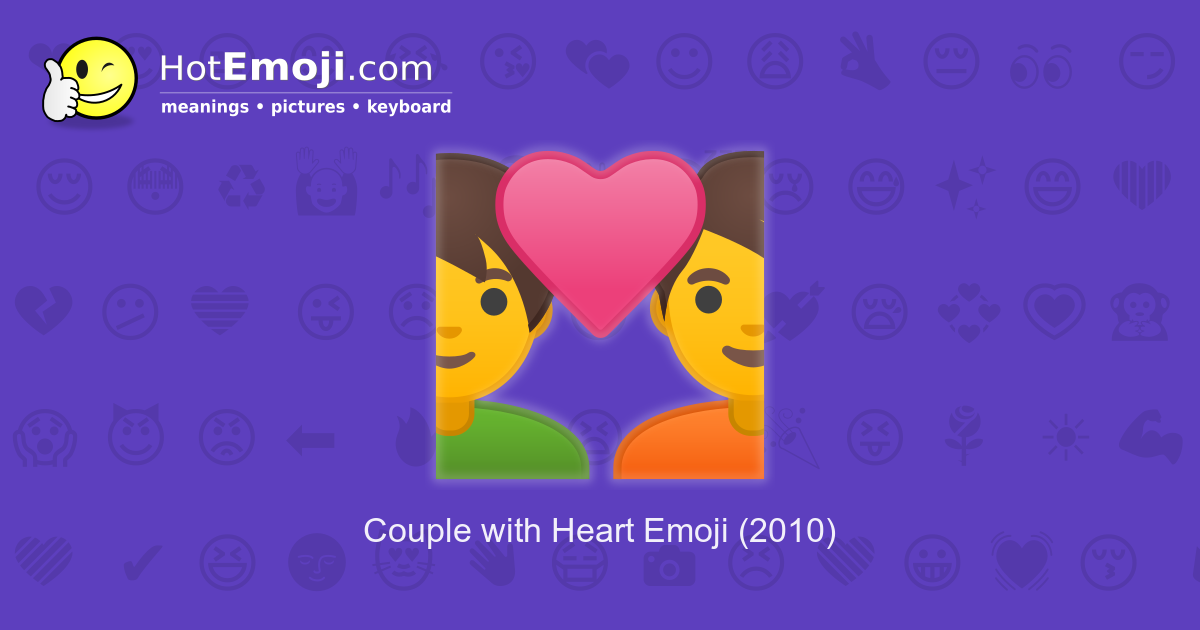 HotEmoji.com
meanings • pictures • keyboard
Couple with Heart Emoji (2010)